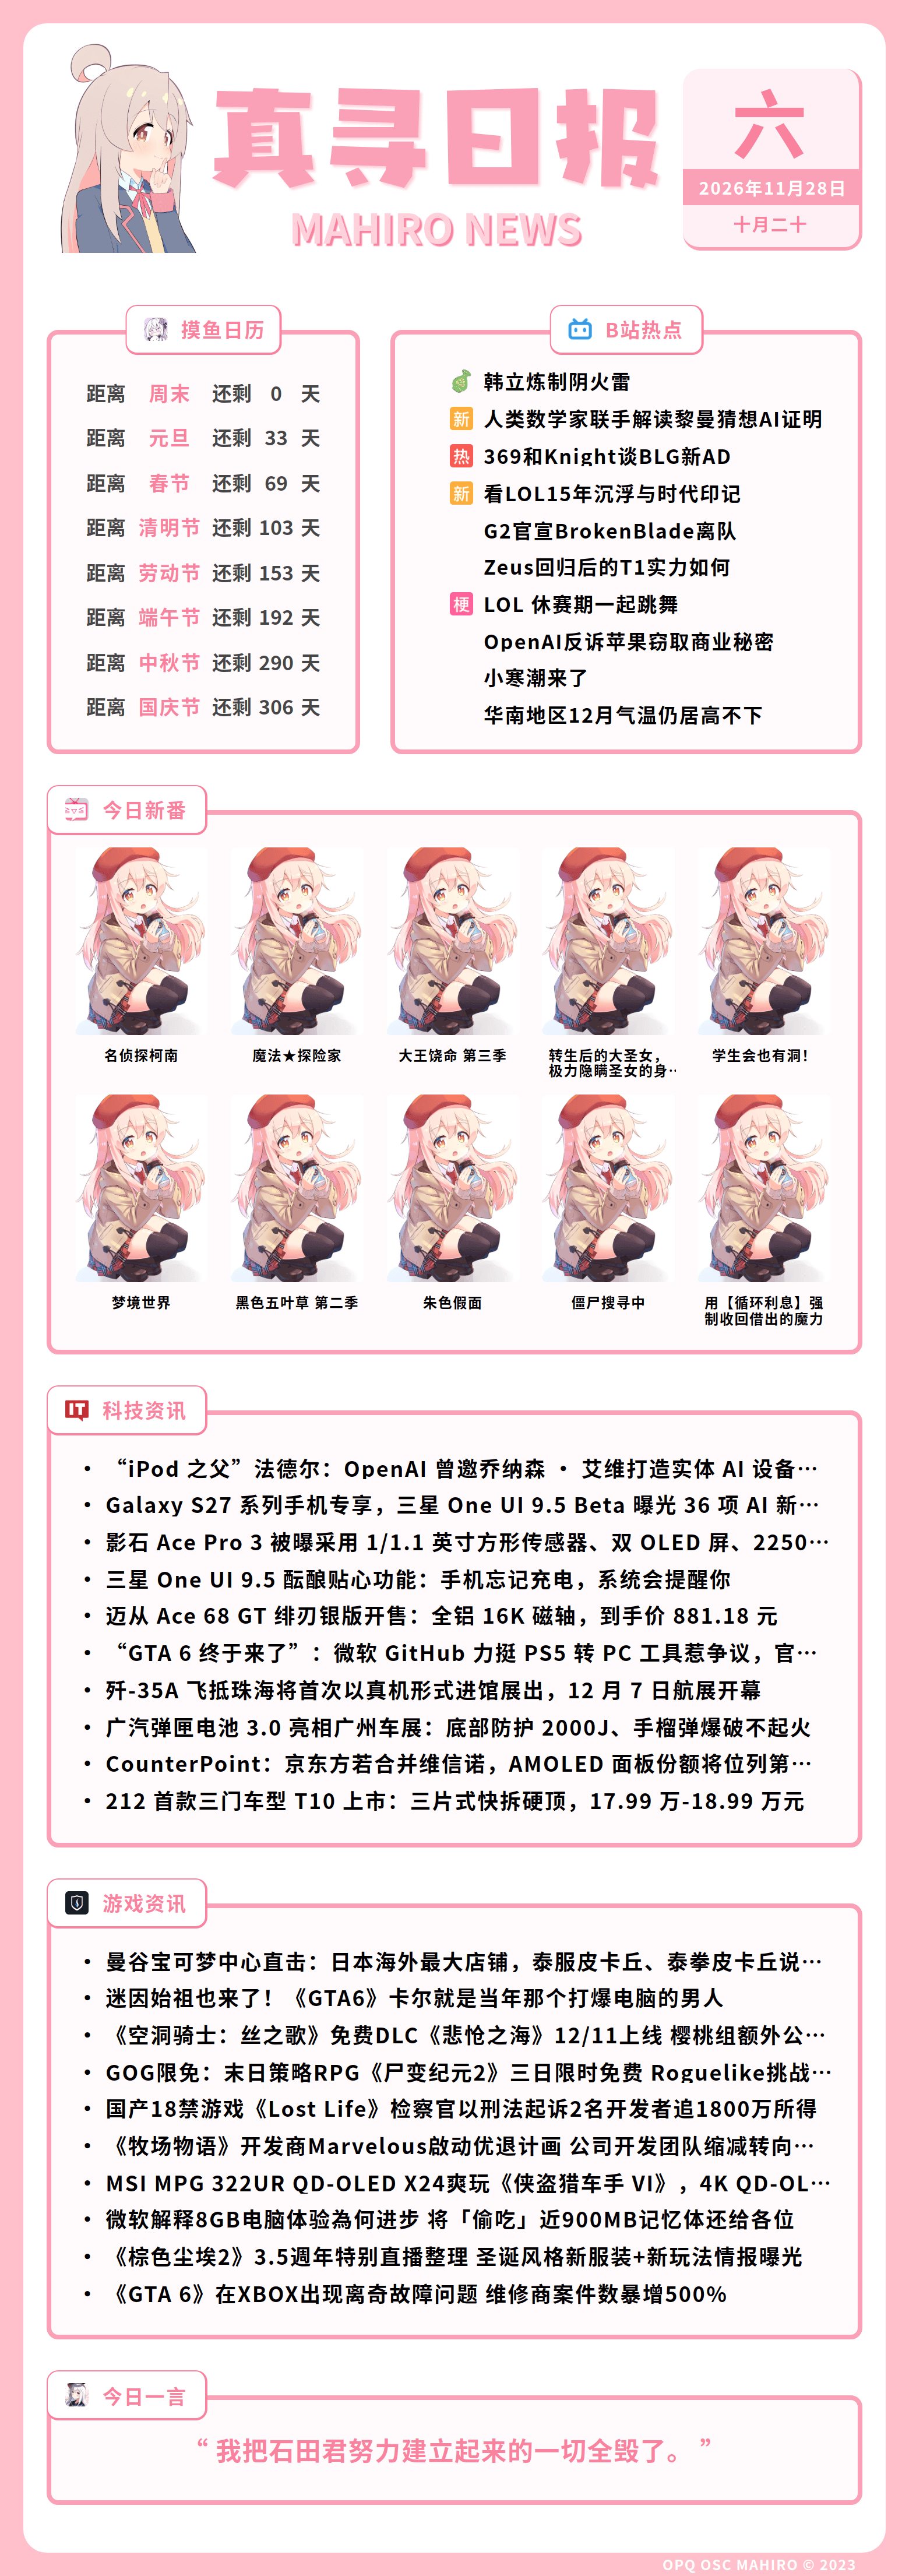 真寻日报
MAHIRO NEWS
六
2026年11月28日
十月二十
摸鱼日历
距离 周末 还剩 0 天
距离 元旦 还剩 33 天
距离 春节 还剩 69 天
距离 清明节 还剩 103 天
距离 劳动节 还剩 153 天
距离 端午节 还剩 192 天
距离 中秋节 还剩 290 天
距离 国庆节 还剩 306 天
B站热点
韩立炼制阴火雷
新 人类数学家联手解读黎曼猜想AI证明
热 369和Knight谈BLG新AD
新 看LOL15年沉浮与时代印记
G2官宣BrokenBlade离队
Zeus回归后的T1实力如何
梗 LOL 休赛期一起跳舞
OpenAI反诉苹果窃取商业秘密
小寒潮来了
华南地区12月气温仍居高不下
今日新番
名侦探柯南
魔法★探险家
大王饶命 第三季
转生后的大圣女，
极力隐瞒圣女的身…
学生会也有洞！
梦境世界
黑色五叶草 第二季
朱色假面
僵尸搜寻中
用【循环利息】强
制收回借出的魔力
IT 科技资讯
• “iPod 之父”法德尔：OpenAI 曾邀乔纳森 · 艾维打造实体 AI 设备…
• Galaxy S27 系列手机专享，三星 One UI 9.5 Beta 曝光 36 项 AI 新…
• 影石 Ace Pro 3 被曝采用 1/1.1 英寸方形传感器、双 OLED 屏、2250…
• 三星 One UI 9.5 酝酿贴心功能：手机忘记充电，系统会提醒你
• 迈从 Ace 68 GT 绯刃银版开售：全铝 16K 磁轴，到手价 881.18 元
• “GTA 6 终于来了”：微软 GitHub 力挺 PS5 转 PC 工具惹争议，官…
• 歼-35A 飞抵珠海将首次以真机形式进馆展出，12 月 7 日航展开幕
• 广汽弹匣电池 3.0 亮相广州车展：底部防护 2000J、手榴弹爆破不起火
• CounterPoint：京东方若合并维信诺，AMOLED 面板份额将位列第…
• 212 首款三门车型 T10 上市：三片式快拆硬顶，17.99 万-18.99 万元
游戏资讯
• 曼谷宝可梦中心直击：日本海外最大店铺，泰服皮卡丘、泰拳皮卡丘说…
• 迷因始祖也来了！《GTA6》卡尔就是当年那个打爆电脑的男人
• 《空洞骑士：丝之歌》免费DLC《悲怆之海》12/11上线 樱桃组额外公…
• GOG限免：末日策略RPG《尸变纪元2》三日限时免费 Roguelike挑战…
• 国产18禁游戏《Lost Life》检察官以刑法起诉2名开发者追1800万所得
• 《牧场物语》开发商Marvelous啟动优退计画 公司开发团队缩减转向…
• MSI MPG 322UR QD-OLED X24爽玩《侠盗猎车手 VI》，4K QD-OL…
• 微软解释8GB电脑体验為何进步 将「偷吃」近900MB记忆体还给各位
• 《棕色尘埃2》3.5週年特别直播整理 圣诞风格新服装+新玩法情报曝光
• 《GTA 6》在XBOX出现离奇故障问题 维修商案件数暴增500%
今日一言
“ 我把石田君努力建立起来的一切全毁了。 ”
OPQ OSC MAHIRO © 2023